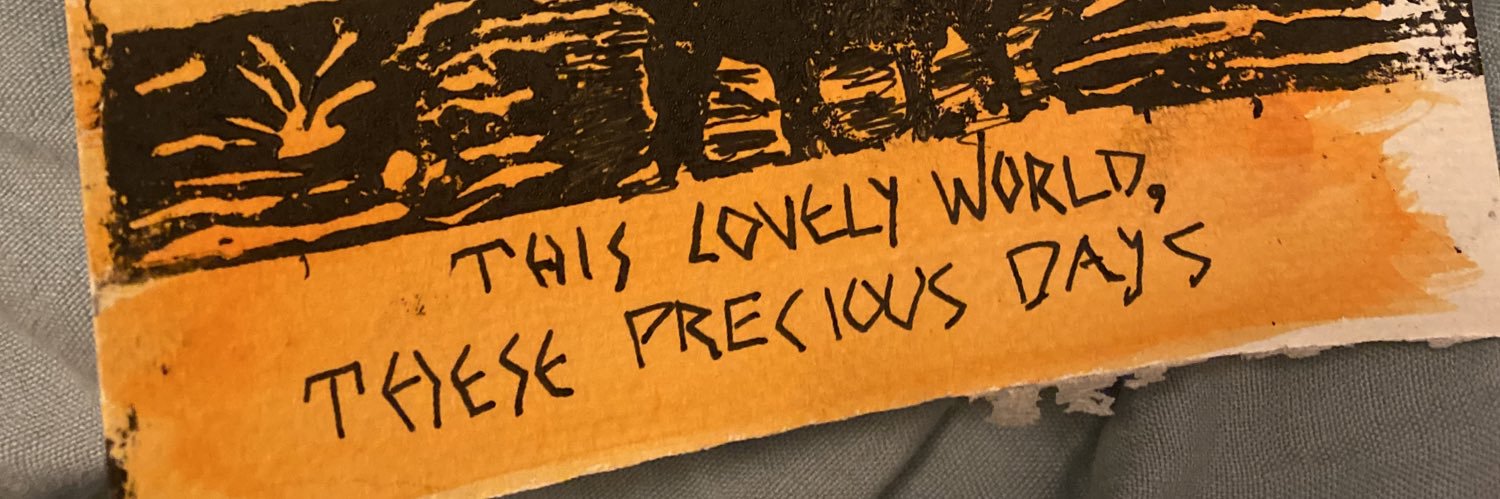 THIS LOVELY WORLD,
THESE PRECIOUS DAYS